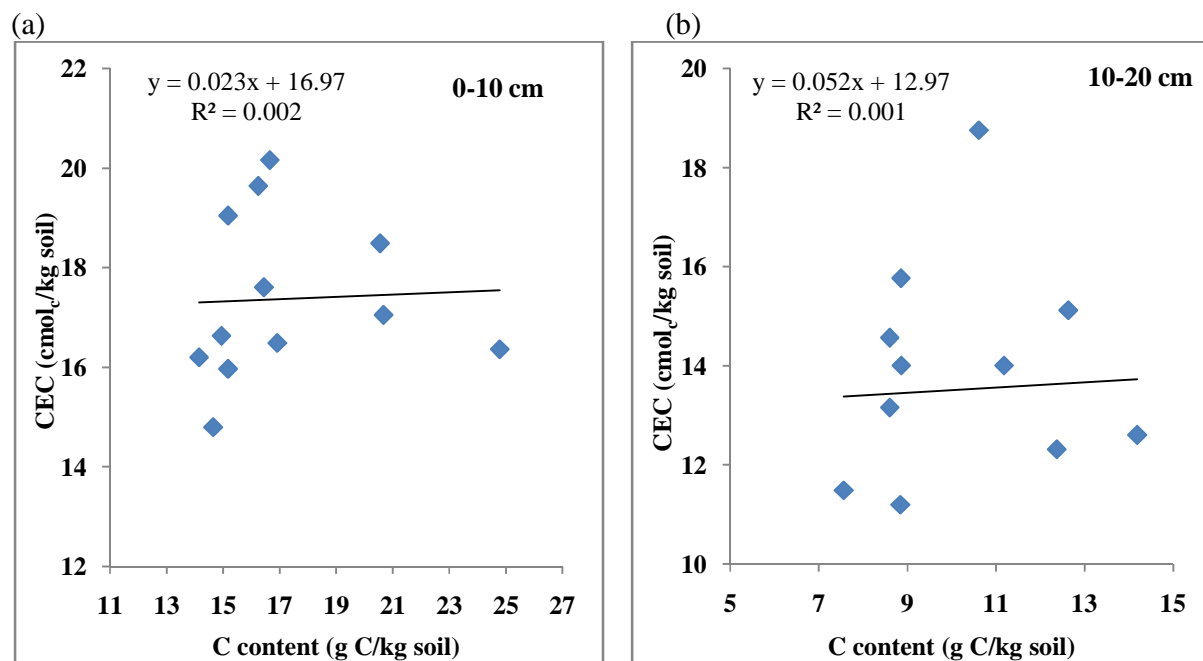 (a)
y = 0.023x + 16.97
R² = 0.002
0-10 cm
22
20
18
16
14
12
CEC (cmolc/kg soil)
11 13 15 17 19 21 23 25 27
C content (g C/kg soil)
(b)
y = 0.052x + 12.97
R² = 0.001
10-20 cm
20
18
16
14
12
10
CEC (cmolc/kg soil)
5 7 9 11 13 15
C content (g C/kg soil)